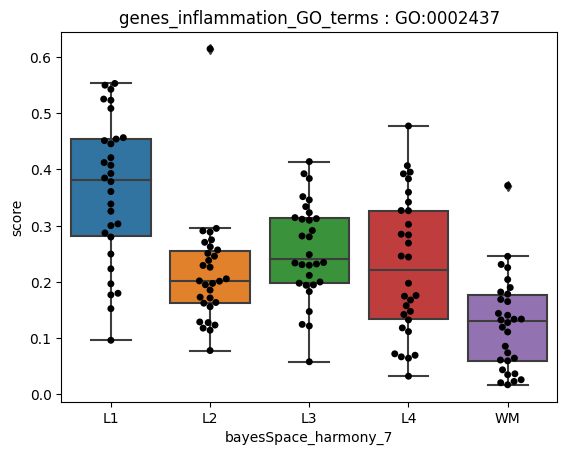 genes_inflammation_GO_terms : GO:0002437
score
0.6
0.5
0.4
0.3
0.2
0.1
0.0
L1 L2 L3 L4 WM
bayesSpace_harmony_7